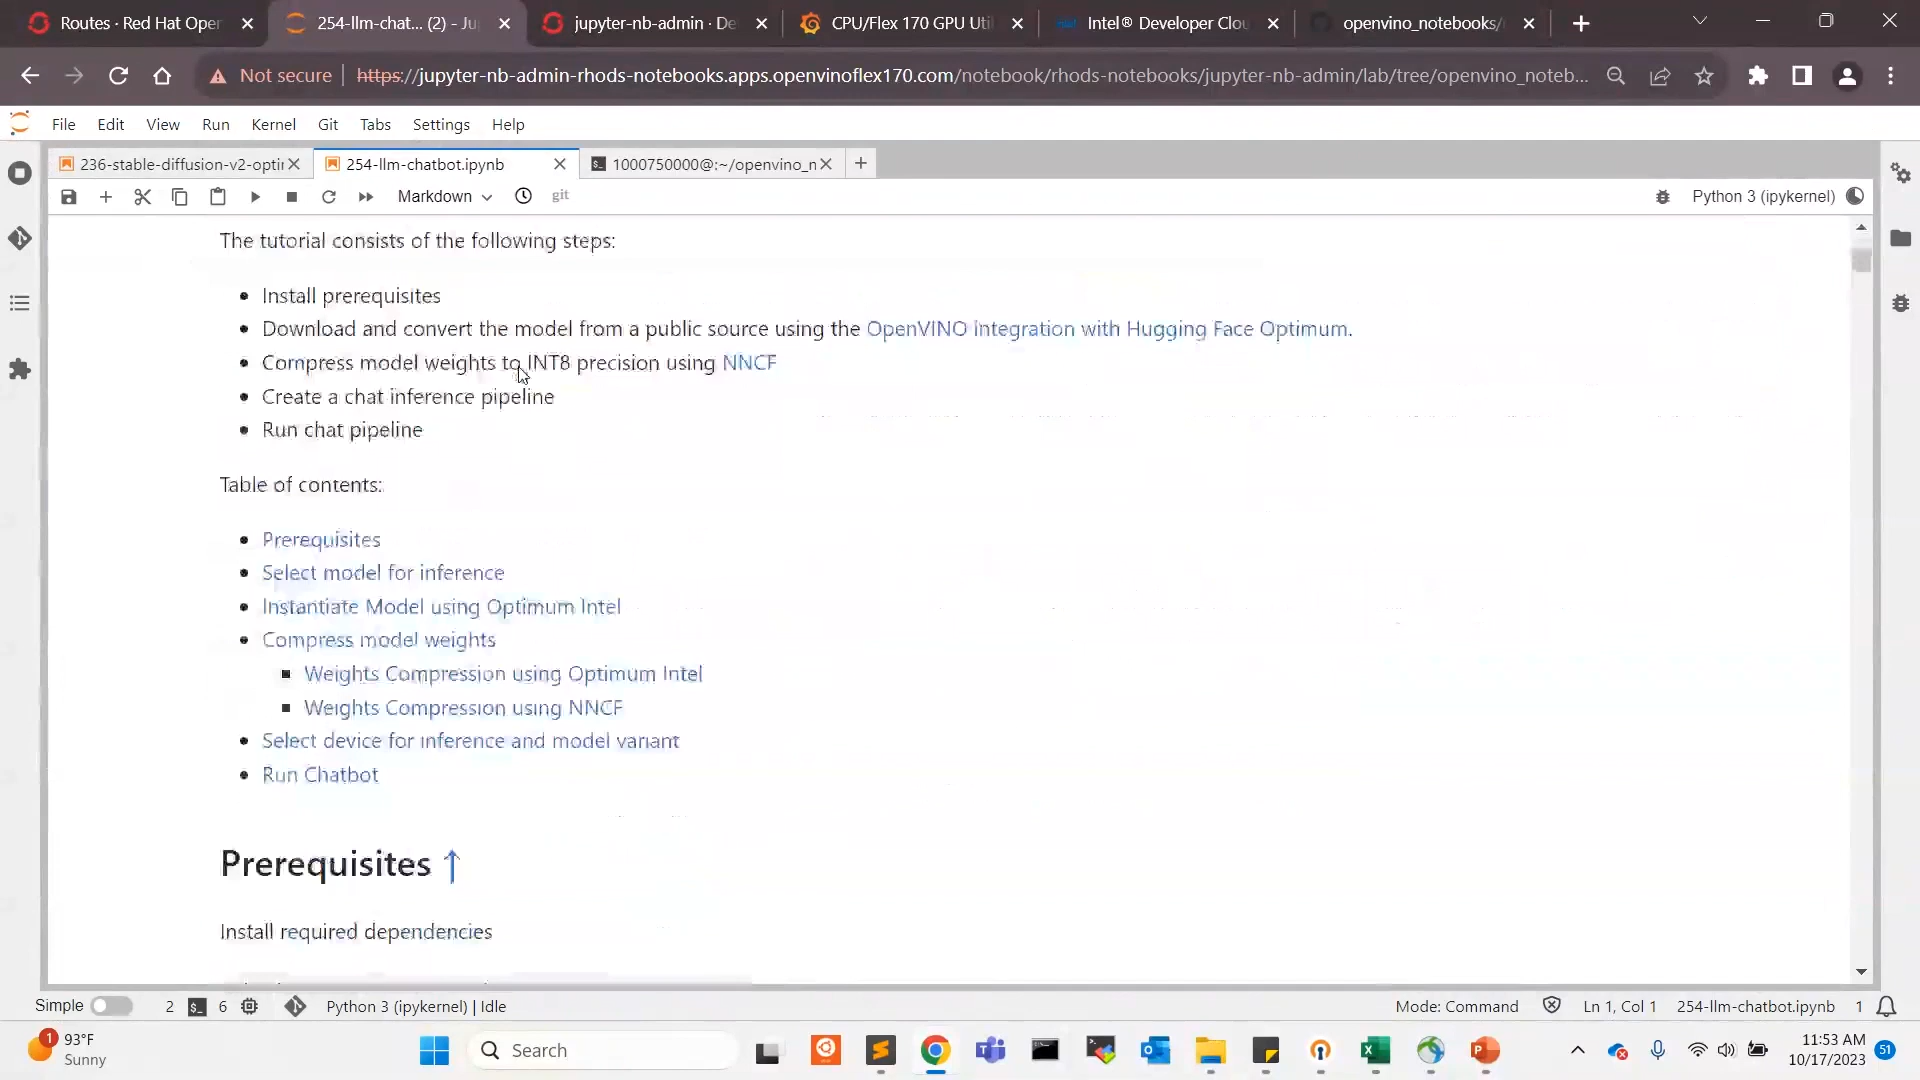 Routes · Red Hat Open
254-llm-chat... (2) - Ju
jupyter-nb-admin · De
CPU/Flex 170 GPU Uti
Intel® Developer Clou
openvino_notebooks/
Not secure
https://jupyter-nb-admin-rhods-notebooks.apps.openvinoflex170.com/notebook/rhods-notebooks/jupyter-nb-admin/lab/tree/openvino_noteb...
File Edit View Run Kernel Git Tabs Settings Help
236-stable-diffusion-v2-opti
254-llm-chatbot.ipynb
1000750000@:~/openvino_n
Markdown
git
Python 3 (ipykernel)
The tutorial consists of the following steps:
Install prerequisites
Download and convert the model from a public source using the OpenVINO integration with Hugging Face Optimum.
Compress model weights to INT8 precision using NNCF
Create a chat inference pipeline
Run chat pipeline
Table of contents:
Prerequisites
Select model for inference
Instantiate Model using Optimum Intel
Compress model weights
Weights Compression using Optimum Intel
Weights Compression using NNCF
Select device for inference and model variant
Run Chatbot
Prerequisites ↑
Install required dependencies
Simple
2
6
Python 3 (ipykernel) | Idle
Mode: Command
Ln 1, Col 1
254-llm-chatbot.ipynb
1
1
93°F
Sunny
Search
11:53 AM
10/17/2023
51